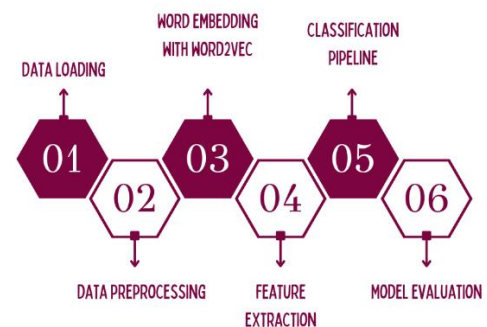 WORD EMBEDDING
WITH WORD2VEC
CLASSIFICATION
PIPELINE
DATA LOADING
01
03
05
02
04
06
DATA PREPROCESSING
FEATURE
EXTRACTION
MODEL EVALUATION